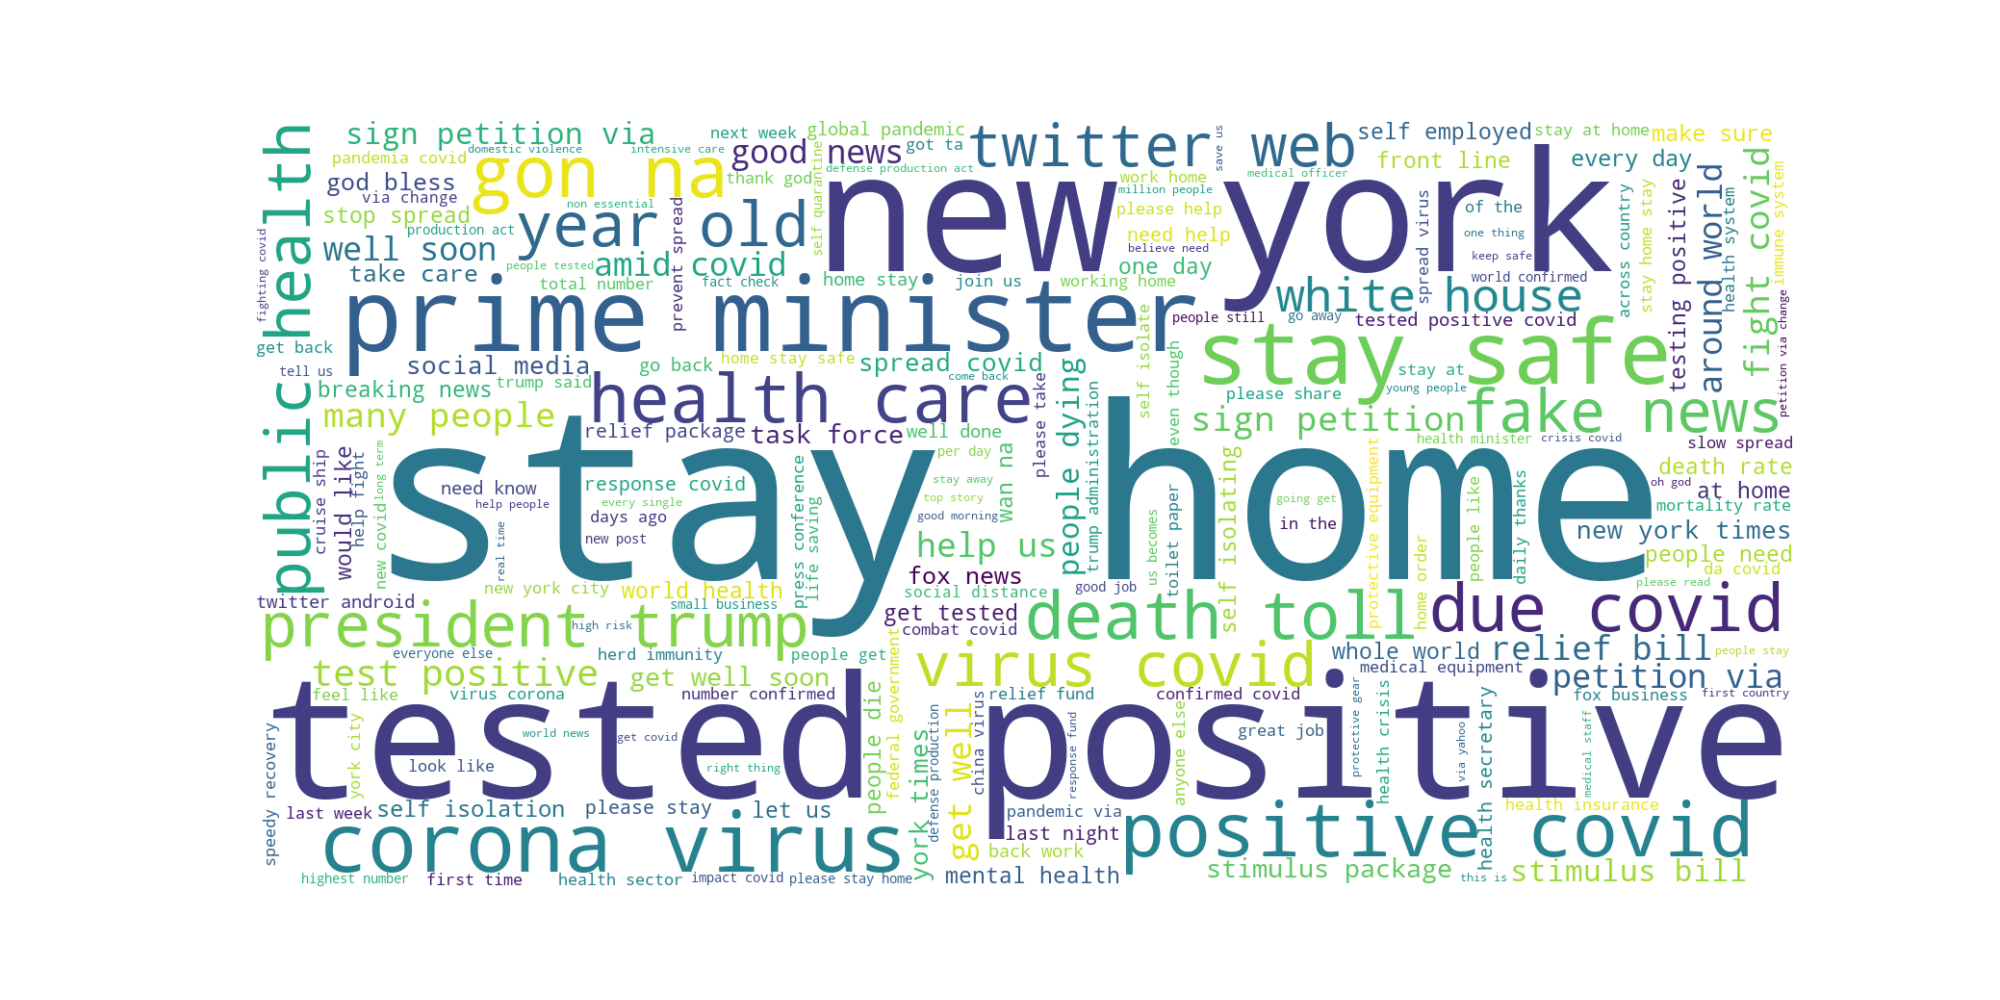 sign petition via
next week
global pandemic
twitter web
self employed
stay at home
make sure
domestic violence
intensive care
good news
got ta
save us
pandemia covid
gon na
defense production act
front line
every day
god bless
thank god
work home
medical officer
via change
non essential
million people
new york
stop spread
year old
self quarantine
please help
of the
production act
need help
one thing
well soon
believe need
keep safe
people tested
amid covid
one day
spread virus
world confirmed
take care
total number
fact check
home stay
join us
working home
white house
across country
stay home stay
testing positive
around world
health system
fight covid
immune system
public health
fighting covid
prevent spread
prime minister
people still
go away
tested positive covid
get back
social media
go back
home stay safe
spread covid
self isolate
stay safe
tell us
breaking news
trump said
come back
even though
stay at
young people
please share
petition via change
many people
health care
please take
people dying
trump administration
sign petition
fake news
relief package
task force
well done
health minister
crisis covid
slow spread
would like
cruise ship
help fight
new covid
long term
stay home
per day
wan na
protective equipment
death rate
need know
response covid
stay away
oh god
at home
help people
every single
top story
going get
mortality rate
days ago
good morning
in the
people like
daily thanks
new york times
real time
new post
press conference
life saving
help us
toilet paper
self isolating
people need
fox news
us becomes
da covid
new york city
world health
social distance
good job
home order
please read
twitter android
small business
get tested
death toll
due covid
president trump
high risk
combat covid
everyone else
herd immunity
people get
virus covid
whole world
relief bill
people stay
test positive
get well soon
medical equipment
petition via
feel like
virus corona
number confirmed
relief fund
confirmed covid
fox business
first country
tested positive
people die
federal government
york city
world news
get covid
great job
look like
right thing
speedy recovery
defense production
china virus
response fund
anyone else
protective gear
health crisis
health secretary
via yahoo
medical staff
last week
self isolation
please stay
let us
york times
get well
pandemic via
health insurance
corona virus
last night
positive covid
back work
highest number
first time
health sector
impact covid
please stay home
mental health
stimulus package
this is
stimulus bill